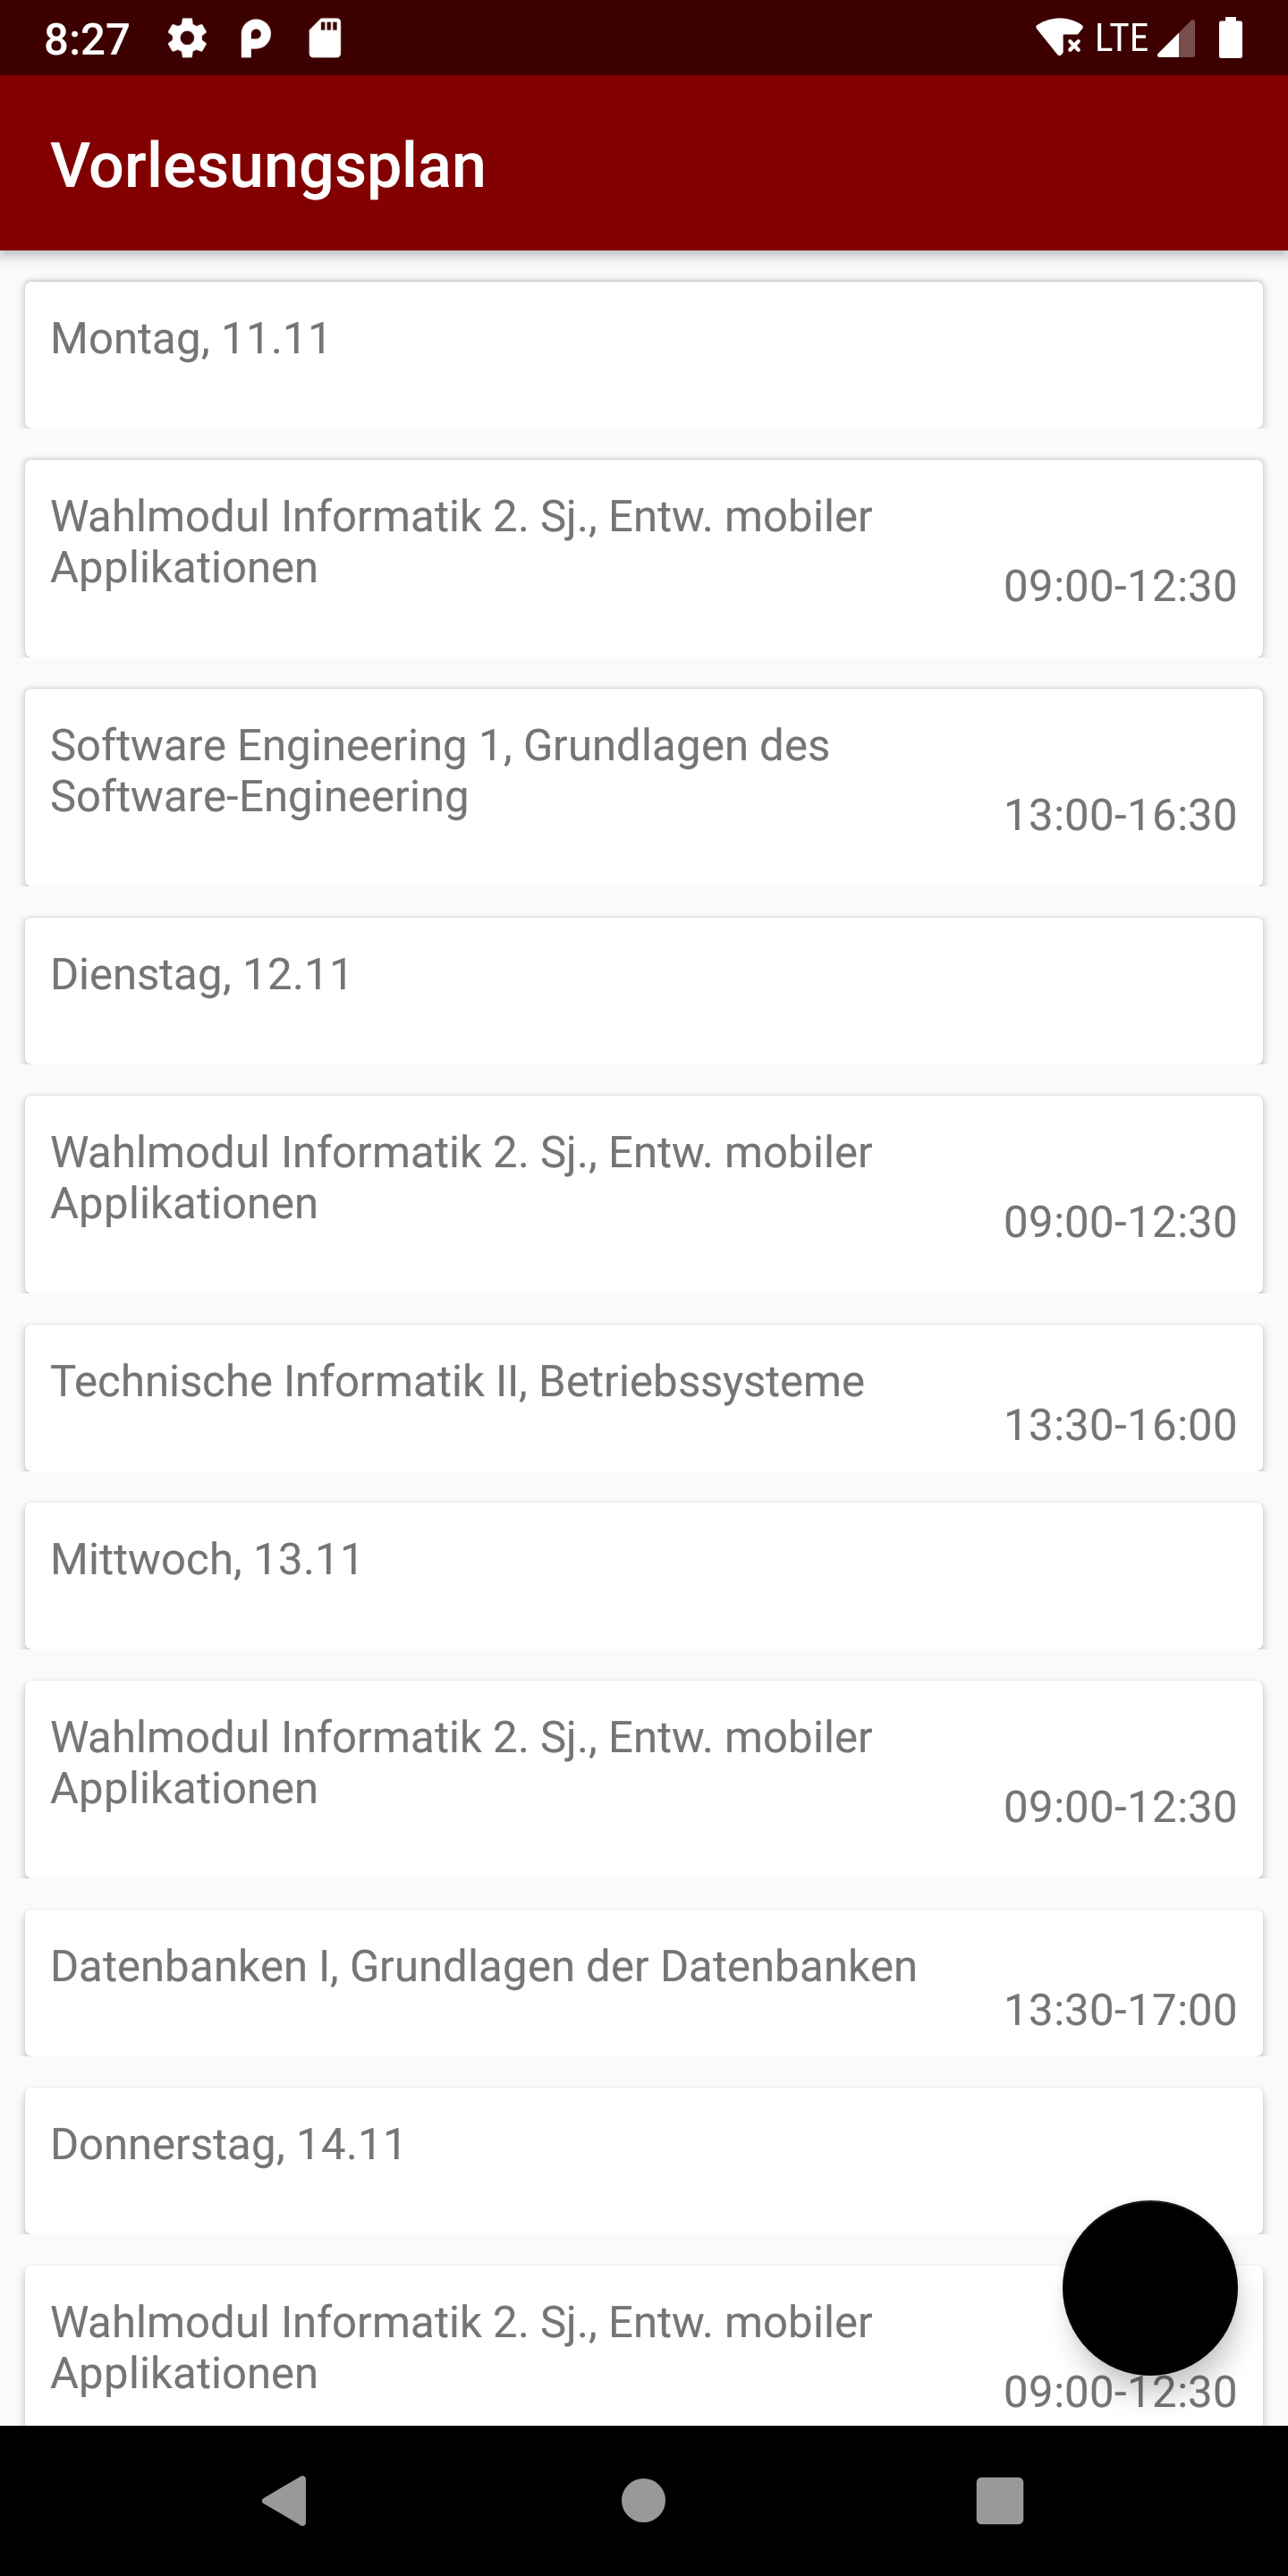 8:27 LTE
Vorlesungsplan
Montag, 11.11
Wahlmodul Informatik 2. Sj., Entw. mobiler
Applikationen
09:00-12:30
Software Engineering 1, Grundlagen des
Software-Engineering
13:00-16:30
Dienstag, 12.11
Wahlmodul Informatik 2. Sj., Entw. mobiler
Applikationen
09:00-12:30
Technische Informatik II, Betriebssysteme
13:30-16:00
Mittwoch, 13.11
Wahlmodul Informatik 2. Sj., Entw. mobiler
Applikationen
09:00-12:30
Datenbanken I, Grundlagen der Datenbanken
13:30-17:00
Donnerstag, 14.11
Wahlmodul Informatik 2. Sj., Entw. mobiler
Applikationen
09:00-12:30